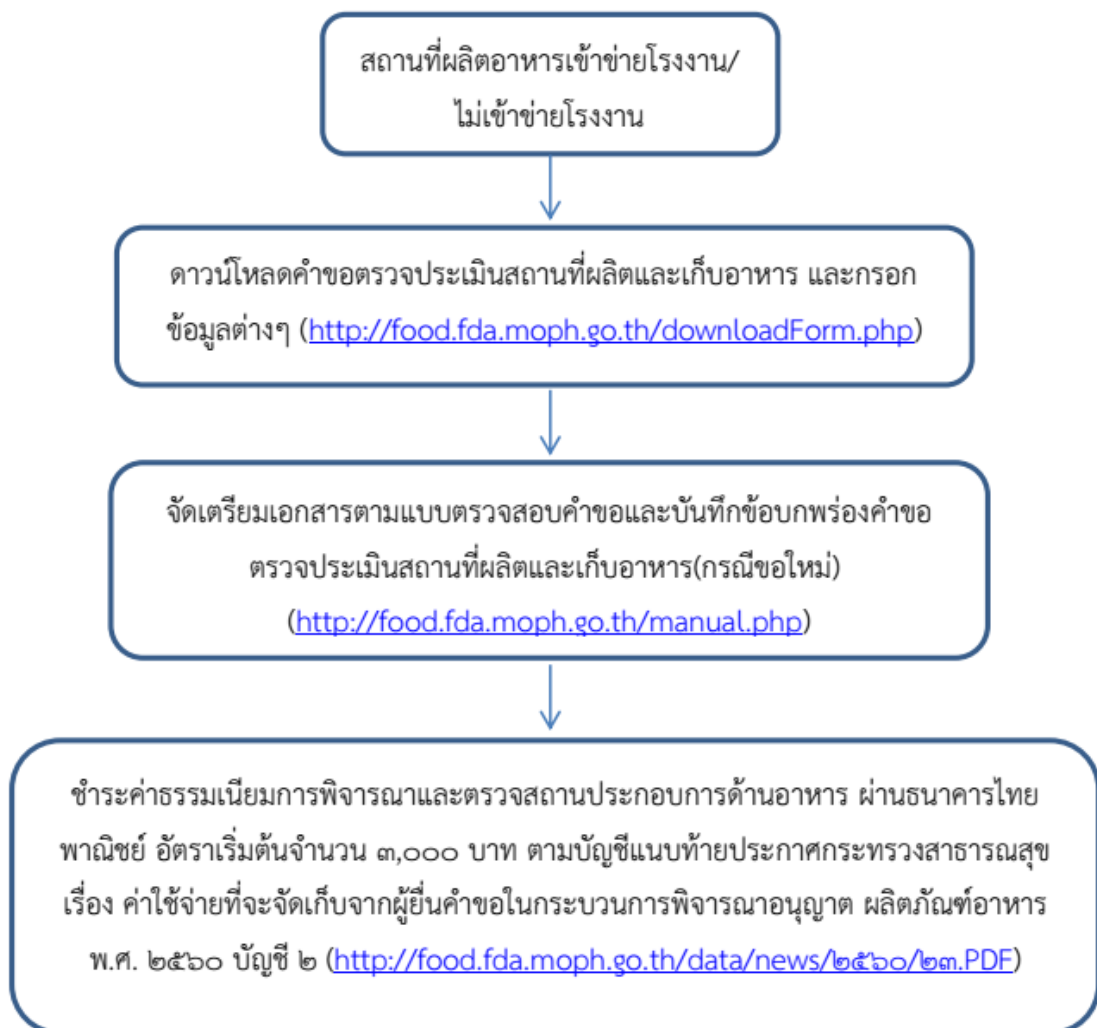 สถานที่ผลิตอาหารเข้าข่ายโรงงาน/
ไม่เข้าข่ายโรงงาน
ดาวน์โหลดคำขอตรวจประเมินสถานที่ผลิตและเก็บอาหาร และกรอก
ข้อมูลต่างๆ (http://food.fda.moph.go.th/downloadForm.php)
จัดเตรียมเอกสารตามแบบตรวจสอบคำขอและบันทึกข้อบกพร่องคำขอ
ตรวจประเมินสถานที่ผลิตและเก็บอาหาร(กรณีขอใหม่)
(http://food.fda.moph.go.th/manual.php)
ชำระค่าธรรมเนียมการพิจารณาและตรวจสถานประกอบการด้านอาหาร ผ่านธนาคารไทย
พาณิชย์ อัตราเริ่มต้นจำนวน ๓,๐๐๐ บาท ตามบัญชีแนบท้ายประกาศกระทรวงสาธารณสุข
เรื่อง ค่าใช้จ่ายที่จะจัดเก็บจากผู้ยื่นคำขอในกระบวนการพิจารณาอนุญาต ผลิตภัณฑ์อาหาร
พ.ศ. ๒๕๖๐ บัญชี ๒ (http://food.fda.moph.go.th/data/news/๒๕๖๐/๒๓.PDF)